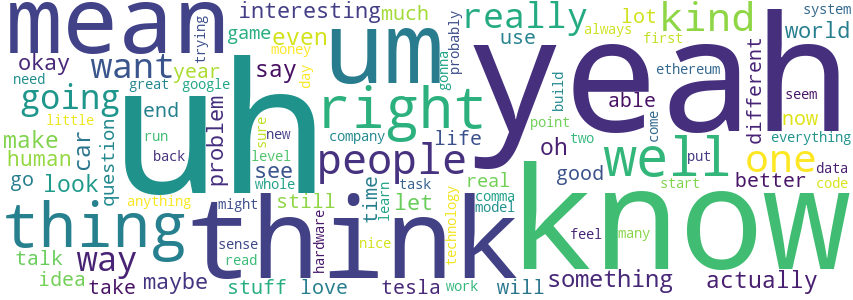 mean
interesting
much
really
kind
lot
always
system
world
trying
game
even
um
use
first
probably
okay
want
year
say
money
day
yeah
gonna
ethereum
seem
need
great
google
going
uh
right
build
able
different
now
little
end
sure
new
company
life
point
two
come
everything
make
car
question
run
problem
back
level
people
oh
well
put
one
data
human
go
look
anything
see
whole
time
learn
task
real
good
start
better
code
thing
might
think
still
let
comma
model
know
technology
sense
hardware
nice
feel
many
talk
way
read
idea
take
maybe
stuff
love
tesla
work
will
something
actually